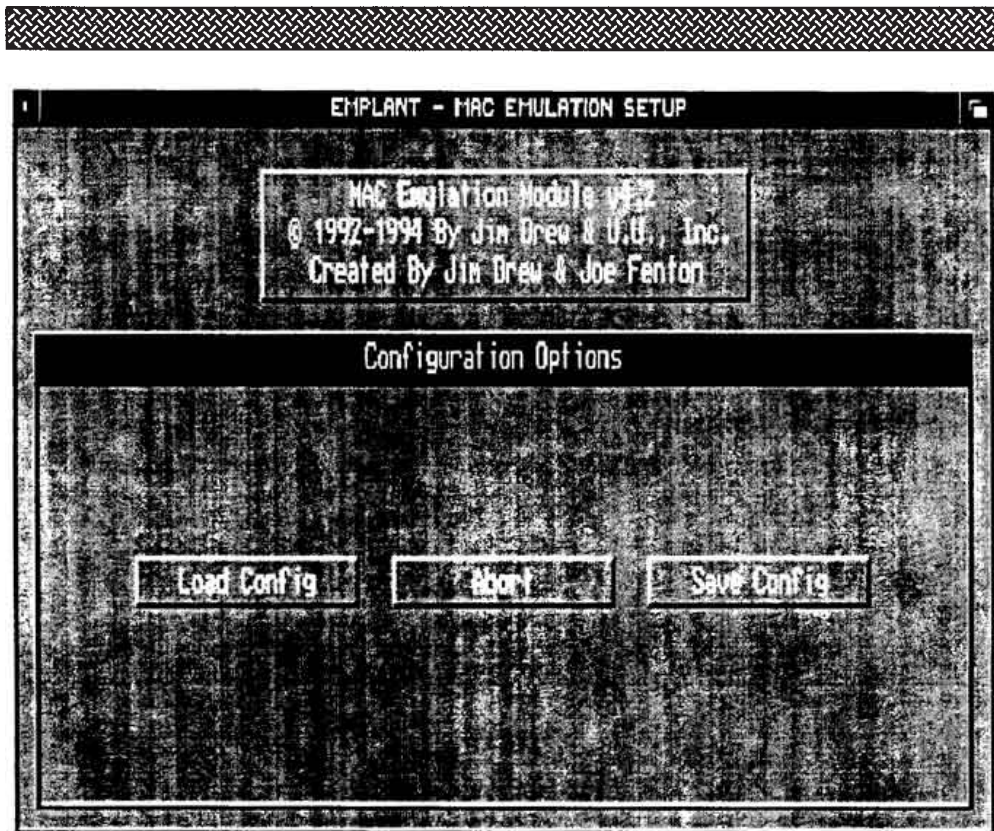 EMPLANT - MAC EMULATION SETUP
MAC Emulation Module v4.2
© 1992-1994 By Jim Drew & U.U., Inc.
Created By Jim Drew & Joe Fenton
Configuration Options
Load Config
Abort
Save Config